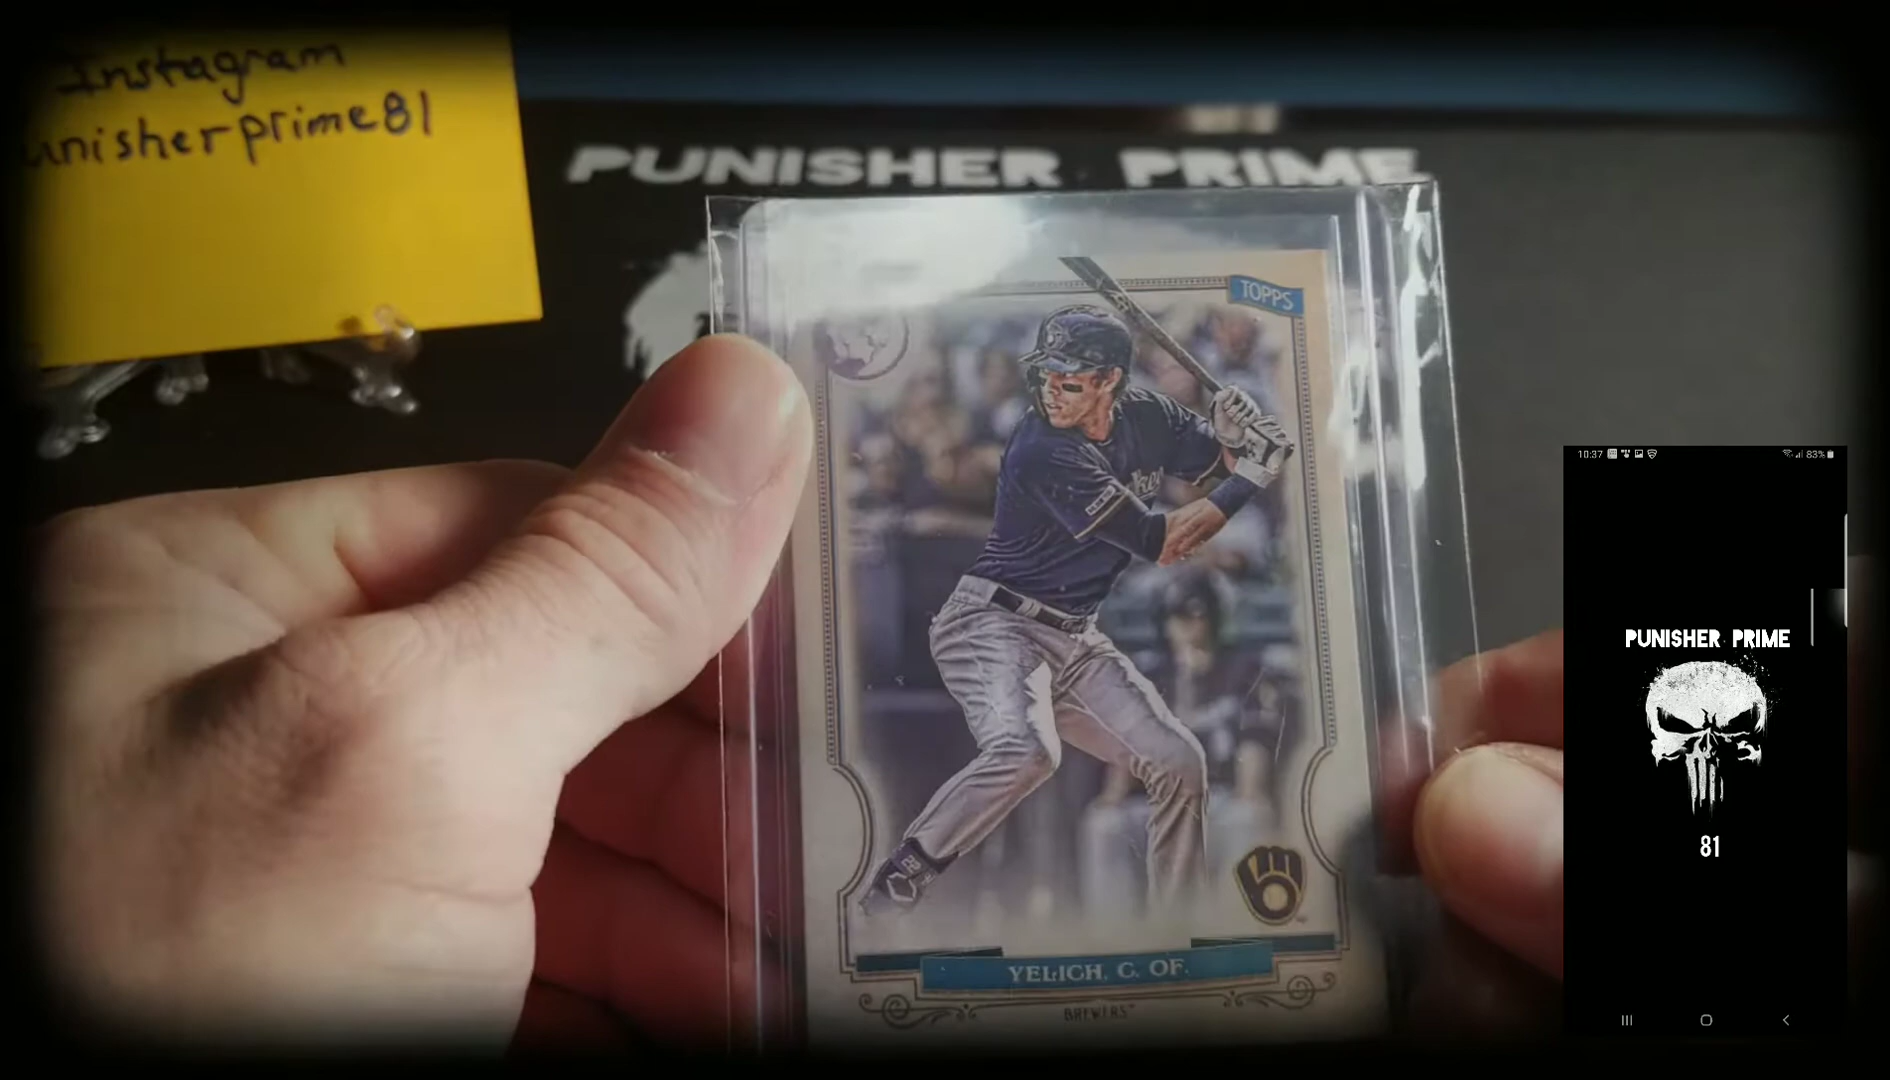 Instagram
unisherprime81
PUNISHER PRIME
TOPPS
YELICH, C. OF.
BREWERS
10:37
83%
PUNISHER PRIME
81